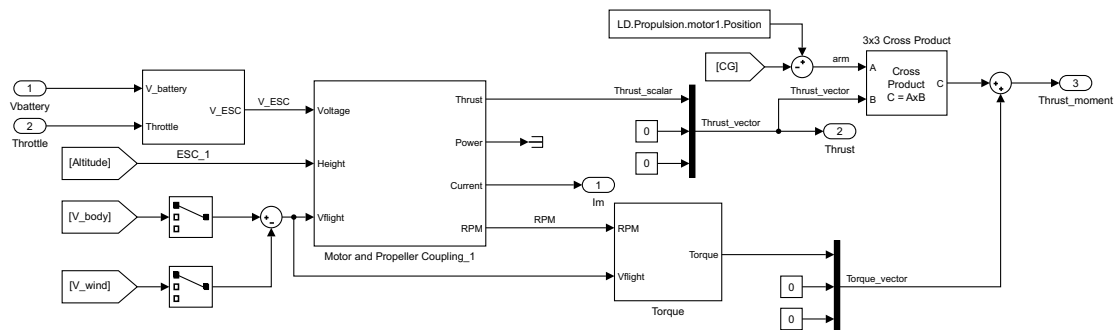 LD.Propulsion.motor1.Position
3x3 Cross Product
[CG]
-
+
arm
A
B
Cross
Product
C = AxB
C
+
+
3
Thrust_moment
1
Vbattery
2
Throttle
V_battery
Throttle
V_ESC
V_ESC
ESC_1
[Altitude]
[V_body]
[V_wind]
+
-
Voltage
Height
Vflight
Thrust
Power
Current
RPM
Motor and Propeller Coupling_1
Thrust_scalar
0
0
Thrust_vector
Thrust_vector
2
Thrust
1
Im
RPM
RPM
Vflight
Torque
Torque
0
0
Torque_vector